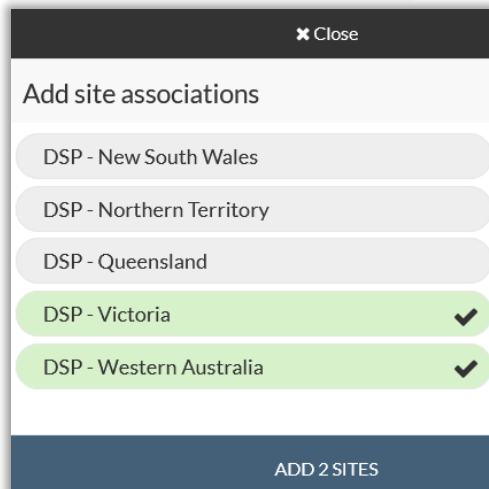 ✖ Close
Add site associations
DSP - New South Wales
DSP - Northern Territory
DSP - Queensland
DSP - Victoria
DSP - Western Australia
ADD 2 SITES